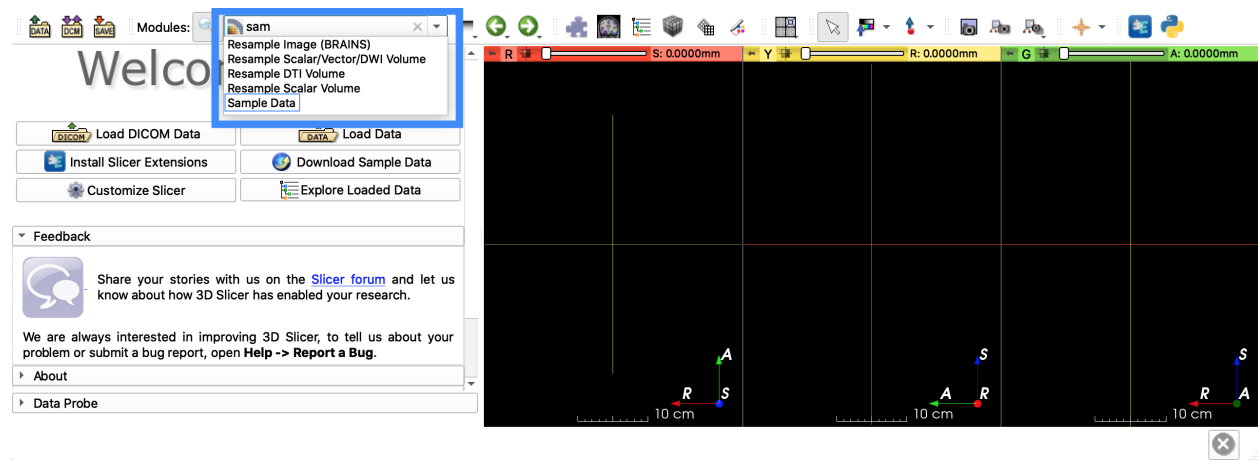 DATA DCM SAVE Modules: sam
Resample Image (BRAINS)
Resample Scalar/Vector/DWI Volume
Resample DTI Volume
Resample Scalar Volume
Sample Data
Welco
DICOM Load DICOM Data
DATA Load Data
Install Slicer Extensions
Download Sample Data
Customize Slicer
Explore Loaded Data
Feedback
Share your stories with us on the Slicer forum and let us
know about how 3D Slicer has enabled your research.
We are always interested in improving 3D Slicer, to tell us about your
problem or submit a bug report, open Help -> Report a Bug.
About
Data Probe
R S: 0.0000mm
A
R S
10 cm
Y R: 0.0000mm
S
A R
10 cm
G A: 0.0000mm
S
R A
10 cm